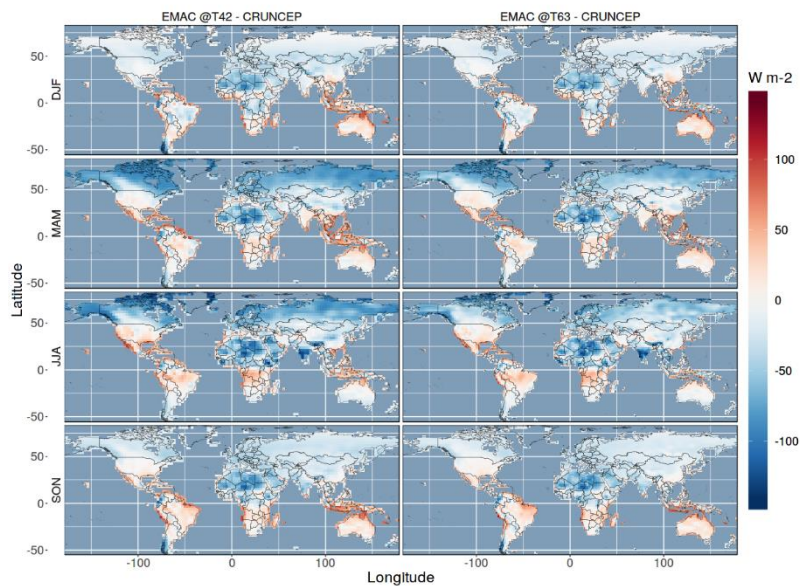 EMAC @T42 - CRUNCEP
EMAC @T63 - CRUNCEP
W m-2
100
50
0
-50
-100
Latitude
DJF
50-
0-
-50-
MAM
50-
0-
-50-
JJA
50-
0-
-50-
SON
50-
0-
-50-
-100
0
100
-100
0
100
Longitude